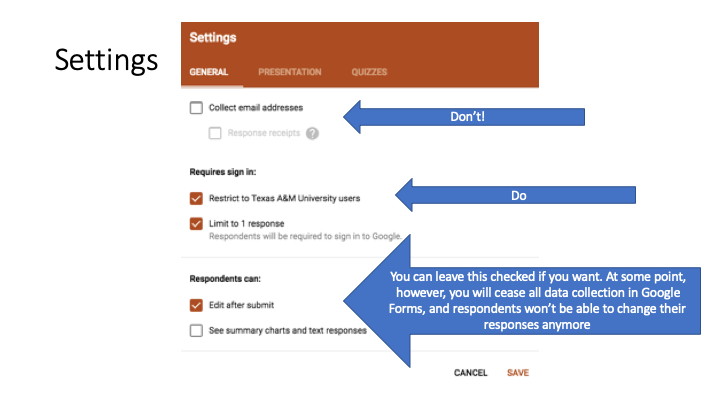 Settings
Settings
GENERAL PRESENTATION QUIZZES
Collect email addresses
Don't!
Response receipts ?
Requires sign in:
Restrict to Texas A&M University users
Do
Limit to 1 response
Respondents will be required to sign in to Google.
Respondents can:
Edit after submit
See summary charts and text responses
You can leave this checked if you want. At some point,
however, you will cease all data collection in Google
Forms, and respondents won't be able to change their
responses anymore
CANCEL SAVE